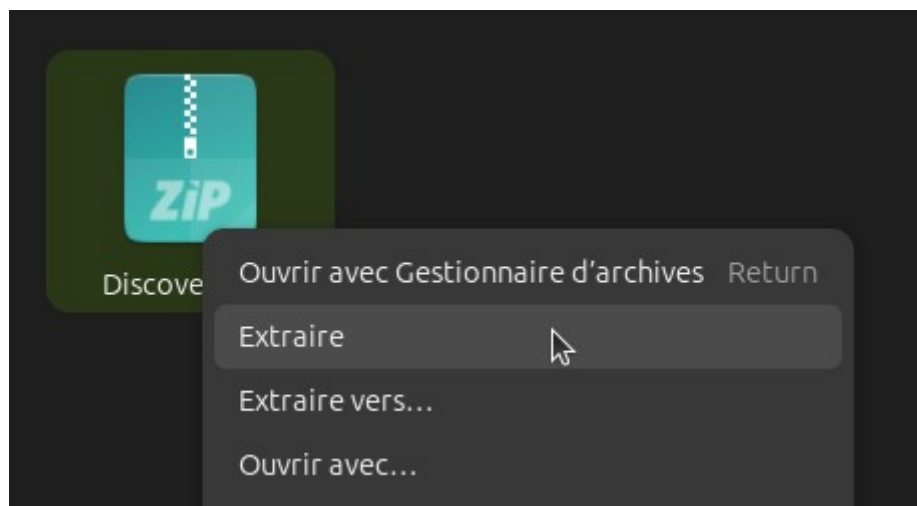 ZiP
Discove
Ouvrir avec Gestionnaire d’archives Return
Extraire
Extraire vers…
Ouvrir avec…